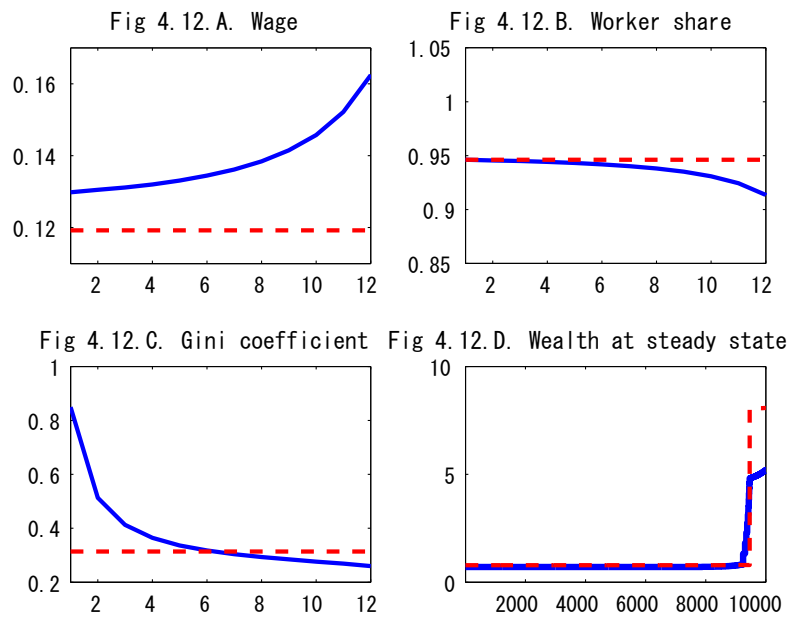 Fig 4.12.A. Wage
0.16
0.14
0.12
2 4 6 8 10 12
Fig 4.12.B. Worker share
1.05
1
0.95
0.9
0.85
2 4 6 8 10 12
Fig 4.12.C. Gini coefficient
1
0.8
0.6
0.4
0.2
2 4 6 8 10 12
Fig 4.12.D. Wealth at steady state
10
5
0
2000 4000 6000 8000 10000